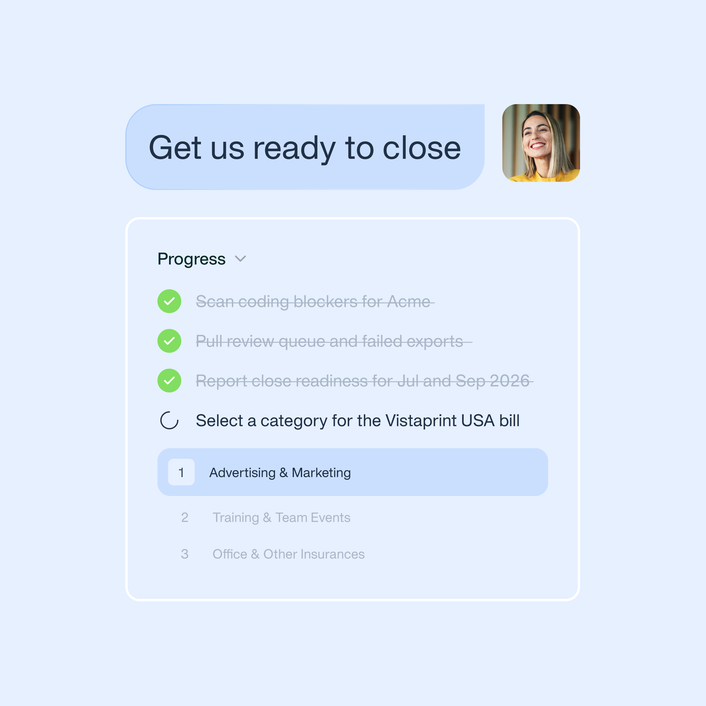 Get us ready to close
Progress
Scan coding blockers for Acme
Pull review queue and failed exports
Report close readiness for Jul and Sep 2026
Select a category for the Vistaprint USA bill
1 Advertising & Marketing
2 Training & Team Events
3 Office & Other Insurances